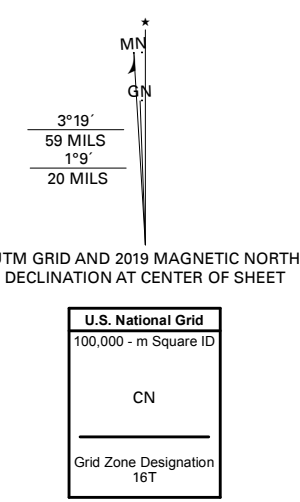 ★
MN
GN
3°19´
59 MILS
1°9´
20 MILS
UTM GRID AND 2019 MAGNETIC NORTH
DECLINATION AT CENTER OF SHEET
U.S. National Grid
100,000 - m Square ID
CN
Grid Zone Designation
16T